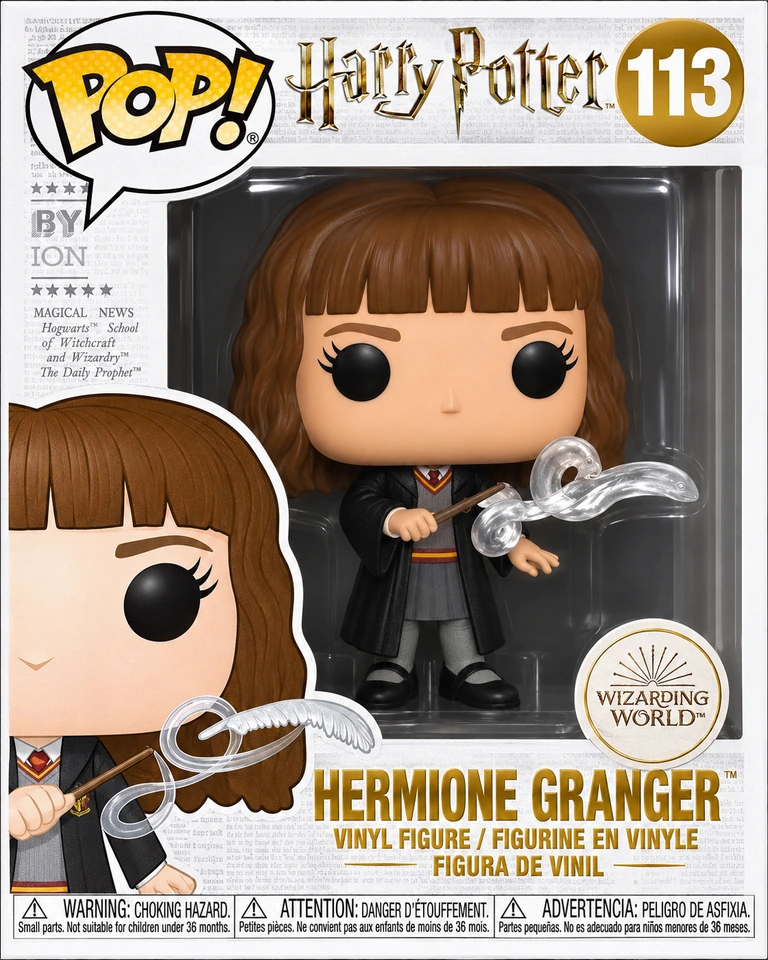 POP!®
Harry Potter™
113
BY
ION
MAGICAL NEWS
Hogwarts™ School
of Witchcraft
and Wizardry™
The Daily Prophet™
WIZARDING
WORLD™
HERMIONE GRANGER™
VINYL FIGURE / FIGURINE EN VINYLE
FIGURA DE VINIL
WARNING: CHOKING HAZARD.
Small parts. Not suitable for children under 36 months.
ATTENTION: DANGER D'ÉTOUFFEMENT.
Petites pièces. Ne convient pas aux enfants de moins de 36 mois.
ADVERTENCIA: PELIGRO DE ASFIXIA.
Partes pequeñas. No es adecuado para niños menores de 36 meses.